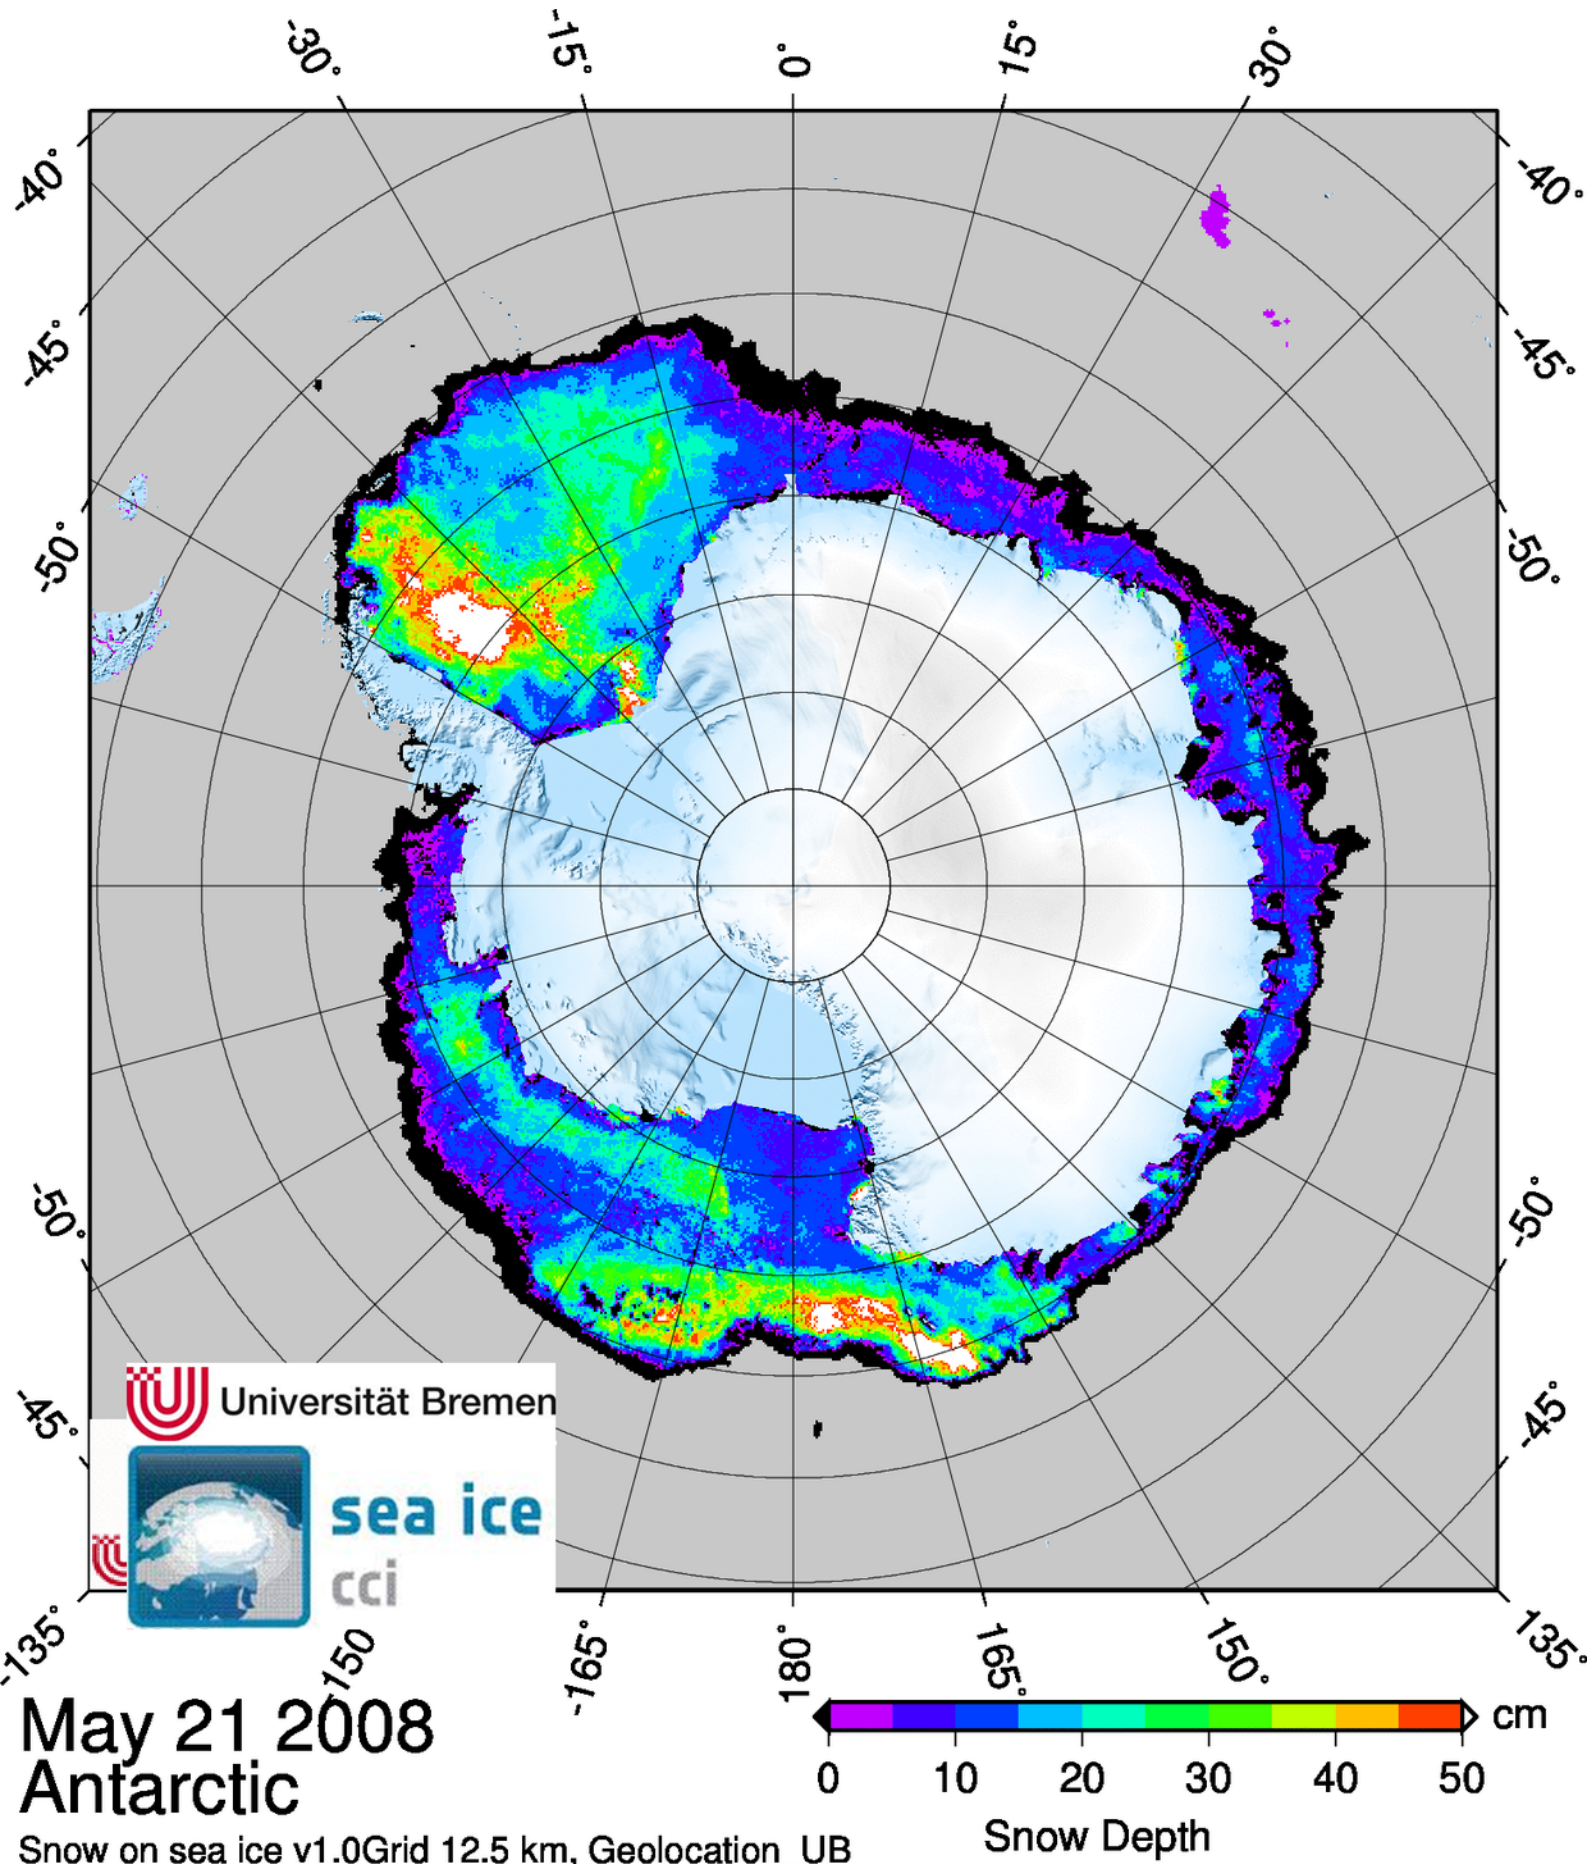 -30° -15° 0° 15° 30°
-40° -40°
-45° -45°
-50° -50°
-50° -50°
-45° -45°
Universität Bremen
sea ice
cci
-135° -150 -165° 180° 165° 150° 135°
May 21 2008
Antarctic
cm
0 10 20 30 40 50
Snow Depth
Snow on sea ice v1.0Grid 12.5 km, Geolocation UB